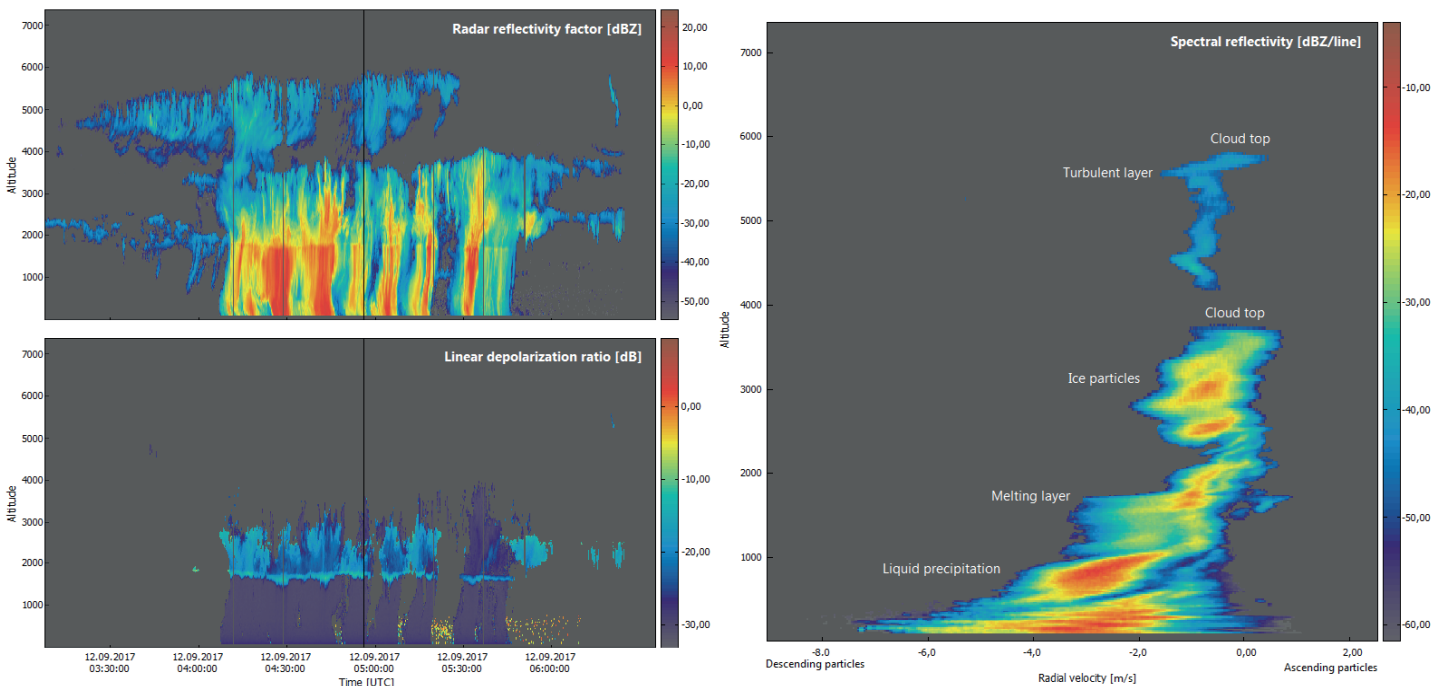 Radar reflectivity factor [dBZ]
7000
6000
5000
4000
3000
2000
1000
Altitude
20,00
10,00
0,00
-10,00
-20,00
-30,00
-40,00
-50,00
Linear depolarization ratio [dB]
7000
6000
5000
4000
3000
2000
1000
Altitude
0,00
-10,00
-20,00
-30,00
12.09.2017 12.09.2017 12.09.2017 12.09.2017 12.09.2017 12.09.2017
03:30:00 04:00:00 04:30:00 05:00:00 05:30:00 06:00:00
Time [UTC]
Spectral reflectivity [dBZ/line]
7000
6000
5000
4000
3000
2000
1000
Altitude
Cloud top
Turbulent layer
Cloud top
Ice particles
Melting layer
Liquid precipitation
-10,00
-20,00
-30,00
-40,00
-50,00
-60,00
-8.0 -6,0 -4,0 -2,0 0,00 2,00
Descending particles
Ascending particles
Radial velocity [m/s]